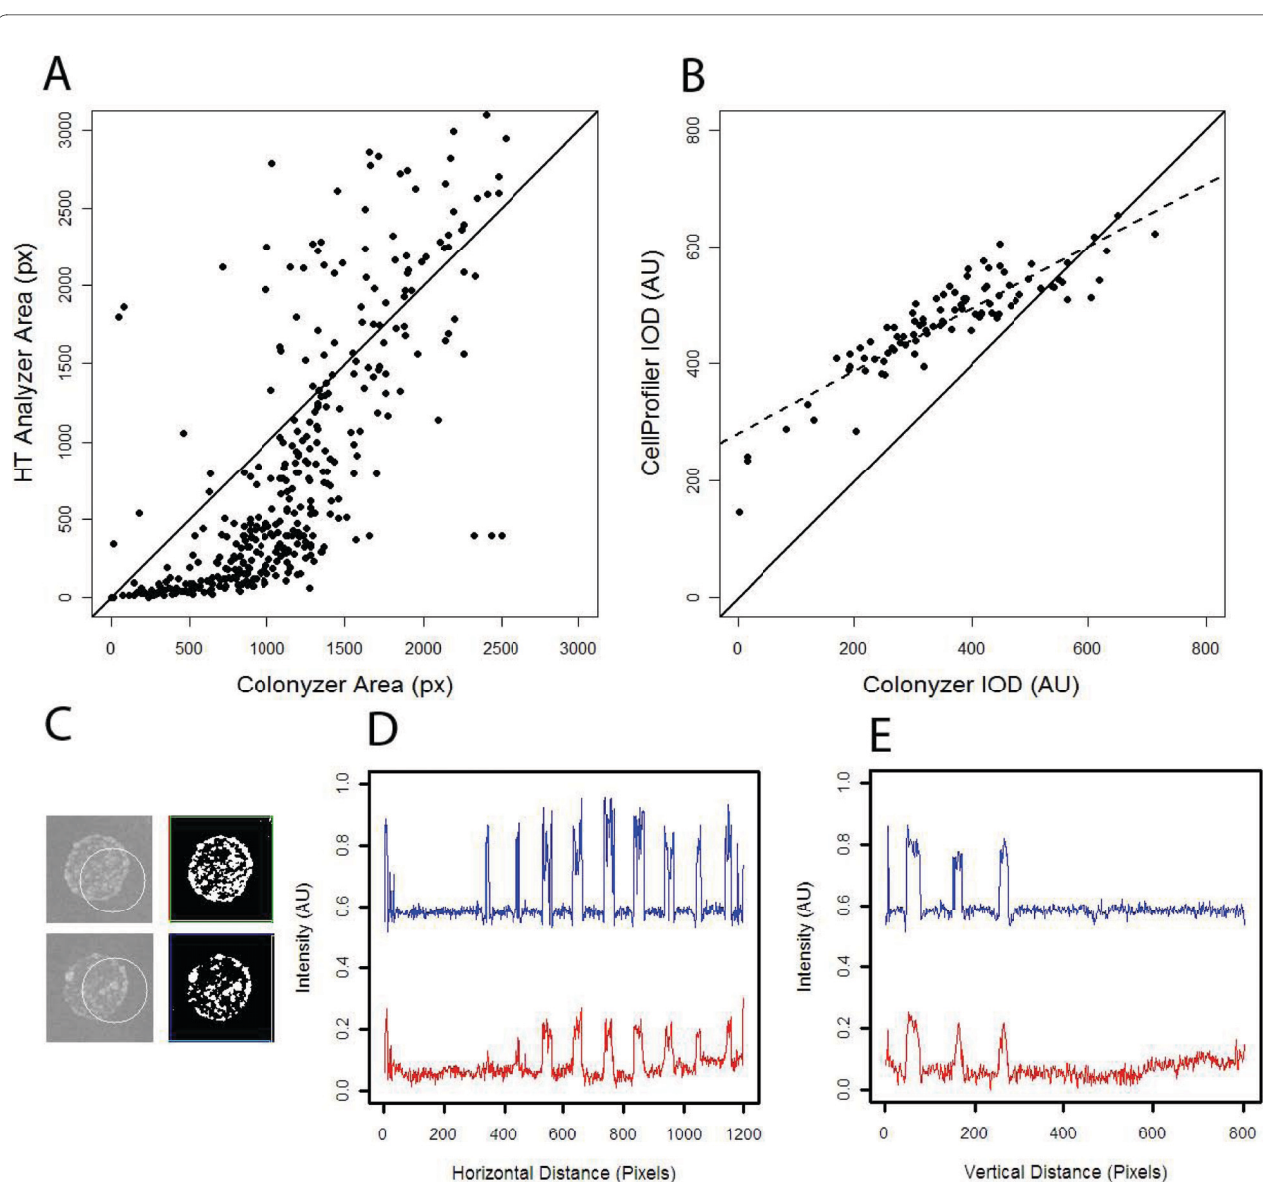 A
B
3000
2500
2000
1500
1000
500
0
HT Analyzer Area (px)
0 500 1000 1500 2000 2500 3000
Colonyzer Area (px)
800
600
400
200
0
CellProfiler IOD (AU)
0 200 400 600 800
Colonyzer IOD (AU)
C
D
E
1.0
0.8
0.6
0.4
0.2
0.0
Intensity (AU)
0 200 400 600 800 1000 1200
Horizontal Distance (Pixels)
1.0
0.8
0.6
0.4
0.2
0.0
Intensity (AU)
0 200 400 600 800
Vertical Distance (Pixels)